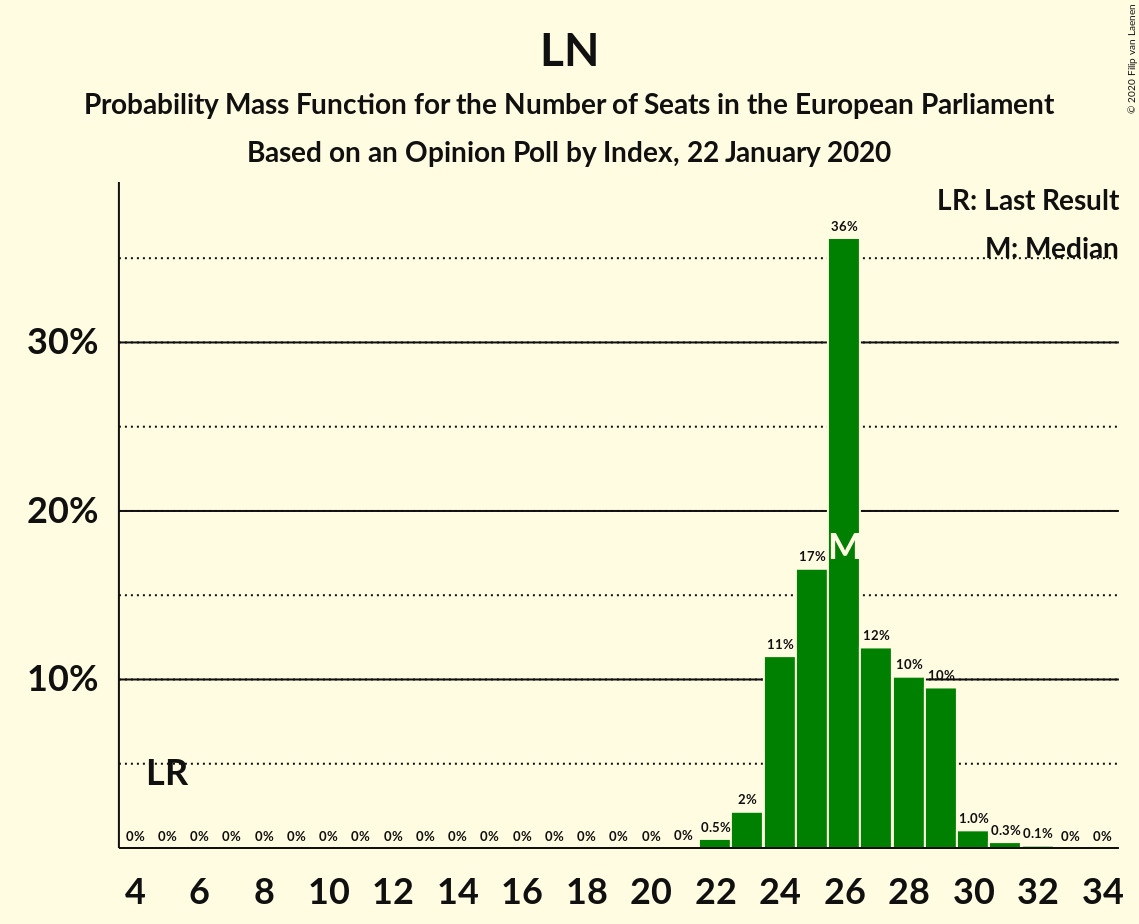 LN
Probability Mass Function for the Number of Seats in the European Parliament
Based on an Opinion Poll by Index, 22 January 2020
© 2020 Filip van Laenen
LR: Last Result
M: Median
36%
30%
20%
17%
M
12%
11%
10%
10%
10%
LR
2%
0% 0% 0% 0% 0% 0% 0% 0% 0% 0% 0% 0% 0% 0% 0% 0% 0% 0% 0.5% 1.0% 0.3% 0.1% 0% 0%
4 6 8 10 12 14 16 18 20 22 24 26 28 30 32 34